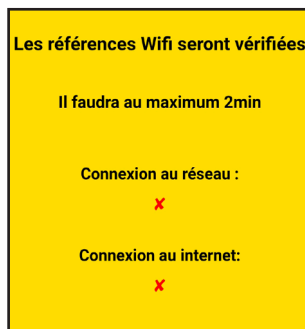 Les références Wifi seront vérifiées
Il faudra au maximum 2min
Connexion au réseau :
✘
Connexion au internet:
✘